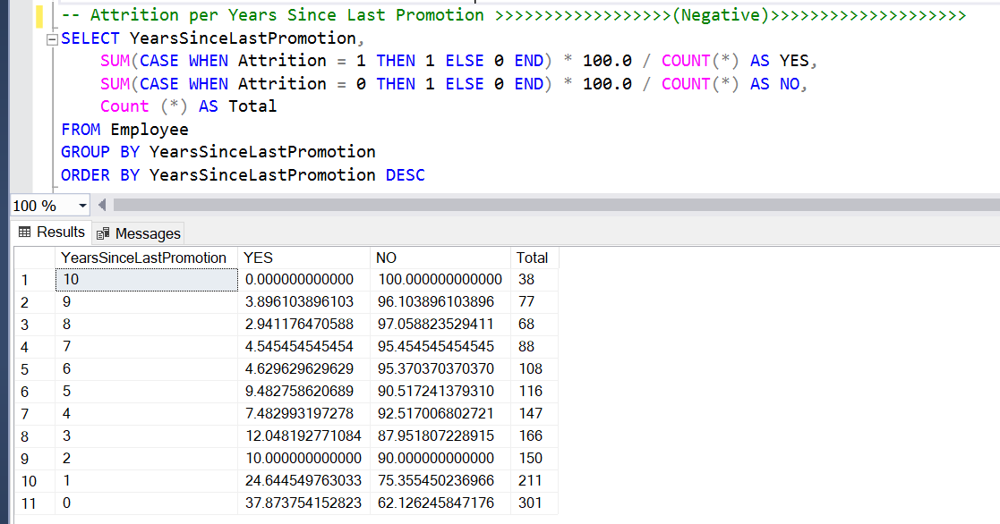 -- Attrition per Years Since Last Promotion >>>>>>>>>>>>>>>>>>(Negative)>>>>>>>>>>>>>>>>>>>>
SELECT YearsSinceLastPromotion,
SUM(CASE WHEN Attrition = 1 THEN 1 ELSE 0 END) * 100.0 / COUNT(*) AS YES,
SUM(CASE WHEN Attrition = 0 THEN 1 ELSE 0 END) * 100.0 / COUNT(*) AS NO,
Count (*) AS Total
FROM Employee
GROUP BY YearsSinceLastPromotion
ORDER BY YearsSinceLastPromotion DESC
100 %
Results Messages
YearsSinceLastPromotion YES NO Total
1 10 0.000000000000 100.000000000000 38
2 9 3.896103896103 96.103896103896 77
3 8 2.941176470588 97.058823529411 68
4 7 4.545454545454 95.454545454545 88
5 6 4.629629629629 95.370370370370 108
6 5 9.482758620689 90.517241379310 116
7 4 7.482993197278 92.517006802721 147
8 3 12.048192771084 87.951807228915 166
9 2 10.000000000000 90.000000000000 150
10 1 24.644549763033 75.355450236966 211
11 0 37.873754152823 62.126245847176 301